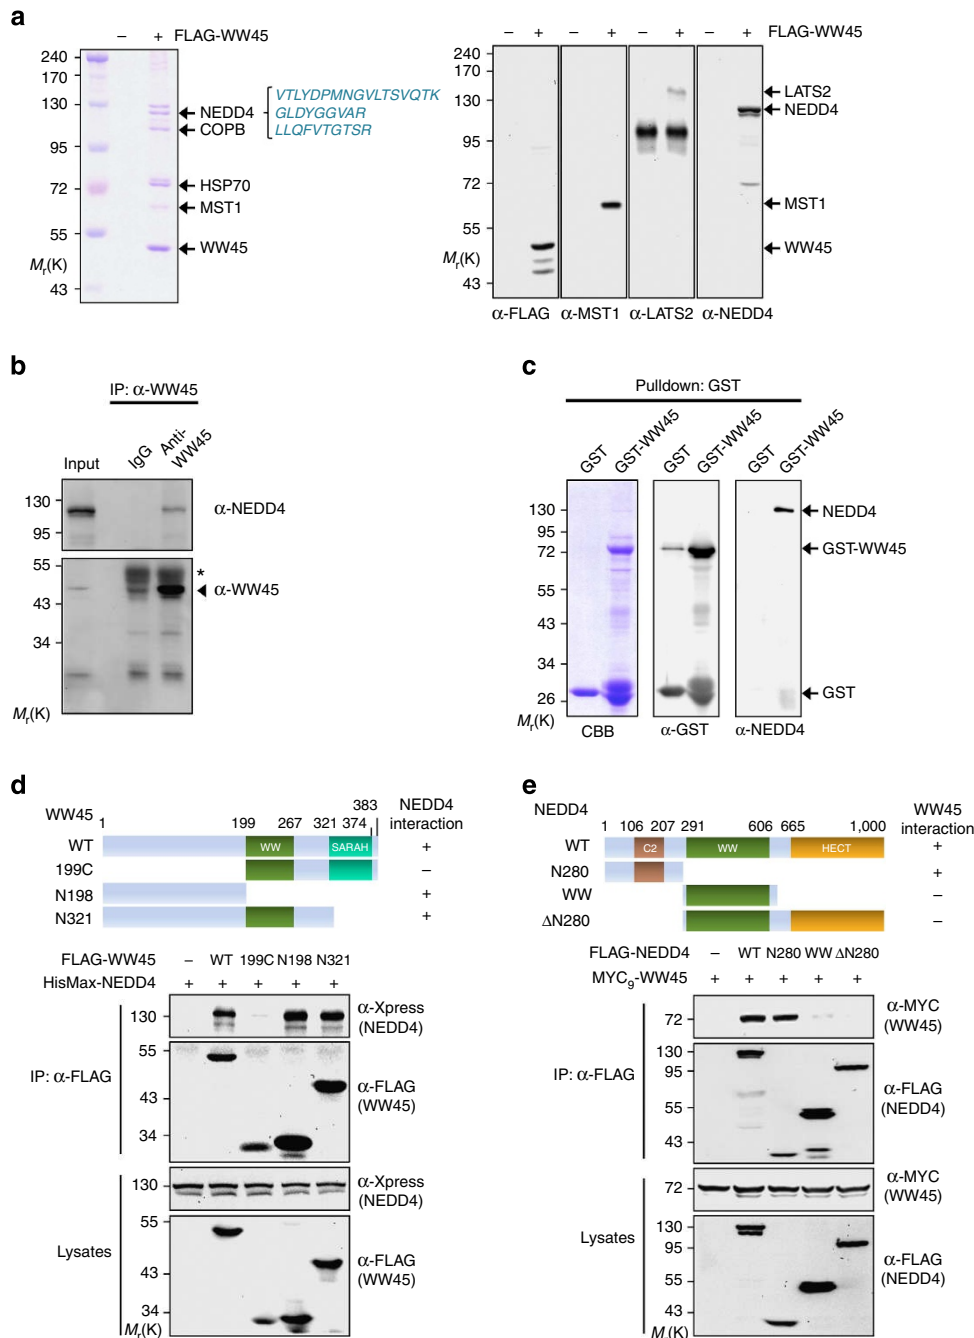 a
– + FLAG-WW45
240
170
130
95
72
55
Mr(K)
43
NEDD4
COPB
HSP70
MST1
WW45
VTLYDPMNGVLTSVQTK
GLDYGGVAR
LLQFVTGTSR
– + – + – + – + FLAG-WW45
240
170
130
95
72
55
Mr(K)
43
LATS2
NEDD4
MST1
WW45
α-FLAG α-MST1 α-LATS2 α-NEDD4
b
IP: α-WW45
Input IgG Anti-WW45
130
95
α-NEDD4
55
43
34
*
α-WW45
Mr(K)
c
Pulldown: GST
GST GST-WW45 GST GST-WW45 GST GST-WW45
130
95
72
55
43
34
26
Mr(K)
NEDD4
GST-WW45
GST
CBB α-GST α-NEDD4
d
WW45
1 199 267 321 374 383
NEDD4 interaction
WT WW SARAH +
199C –
N198 +
N321 +
FLAG-WW45 – WT 199C N198 N321
HisMax-NEDD4 + + + + +
IP: α-FLAG
130
α-Xpress (NEDD4)
55
43
34
α-FLAG (WW45)
Lysates
130
α-Xpress (NEDD4)
55
43
34
α-FLAG (WW45)
Mr(K)
e
NEDD4
1 106 207 291 606 665 1,000
WW45 interaction
WT C2 WW HECT +
N280 +
WW –
ΔN280 –
FLAG-NEDD4 – WT N280 WW ΔN280
MYC9-WW45 + + + + +
IP: α-FLAG
72
α-MYC (WW45)
130
95
55
43
α-FLAG (NEDD4)
Lysates
72
α-MYC (WW45)
130
95
55
43
α-FLAG (NEDD4)
Mr(K)